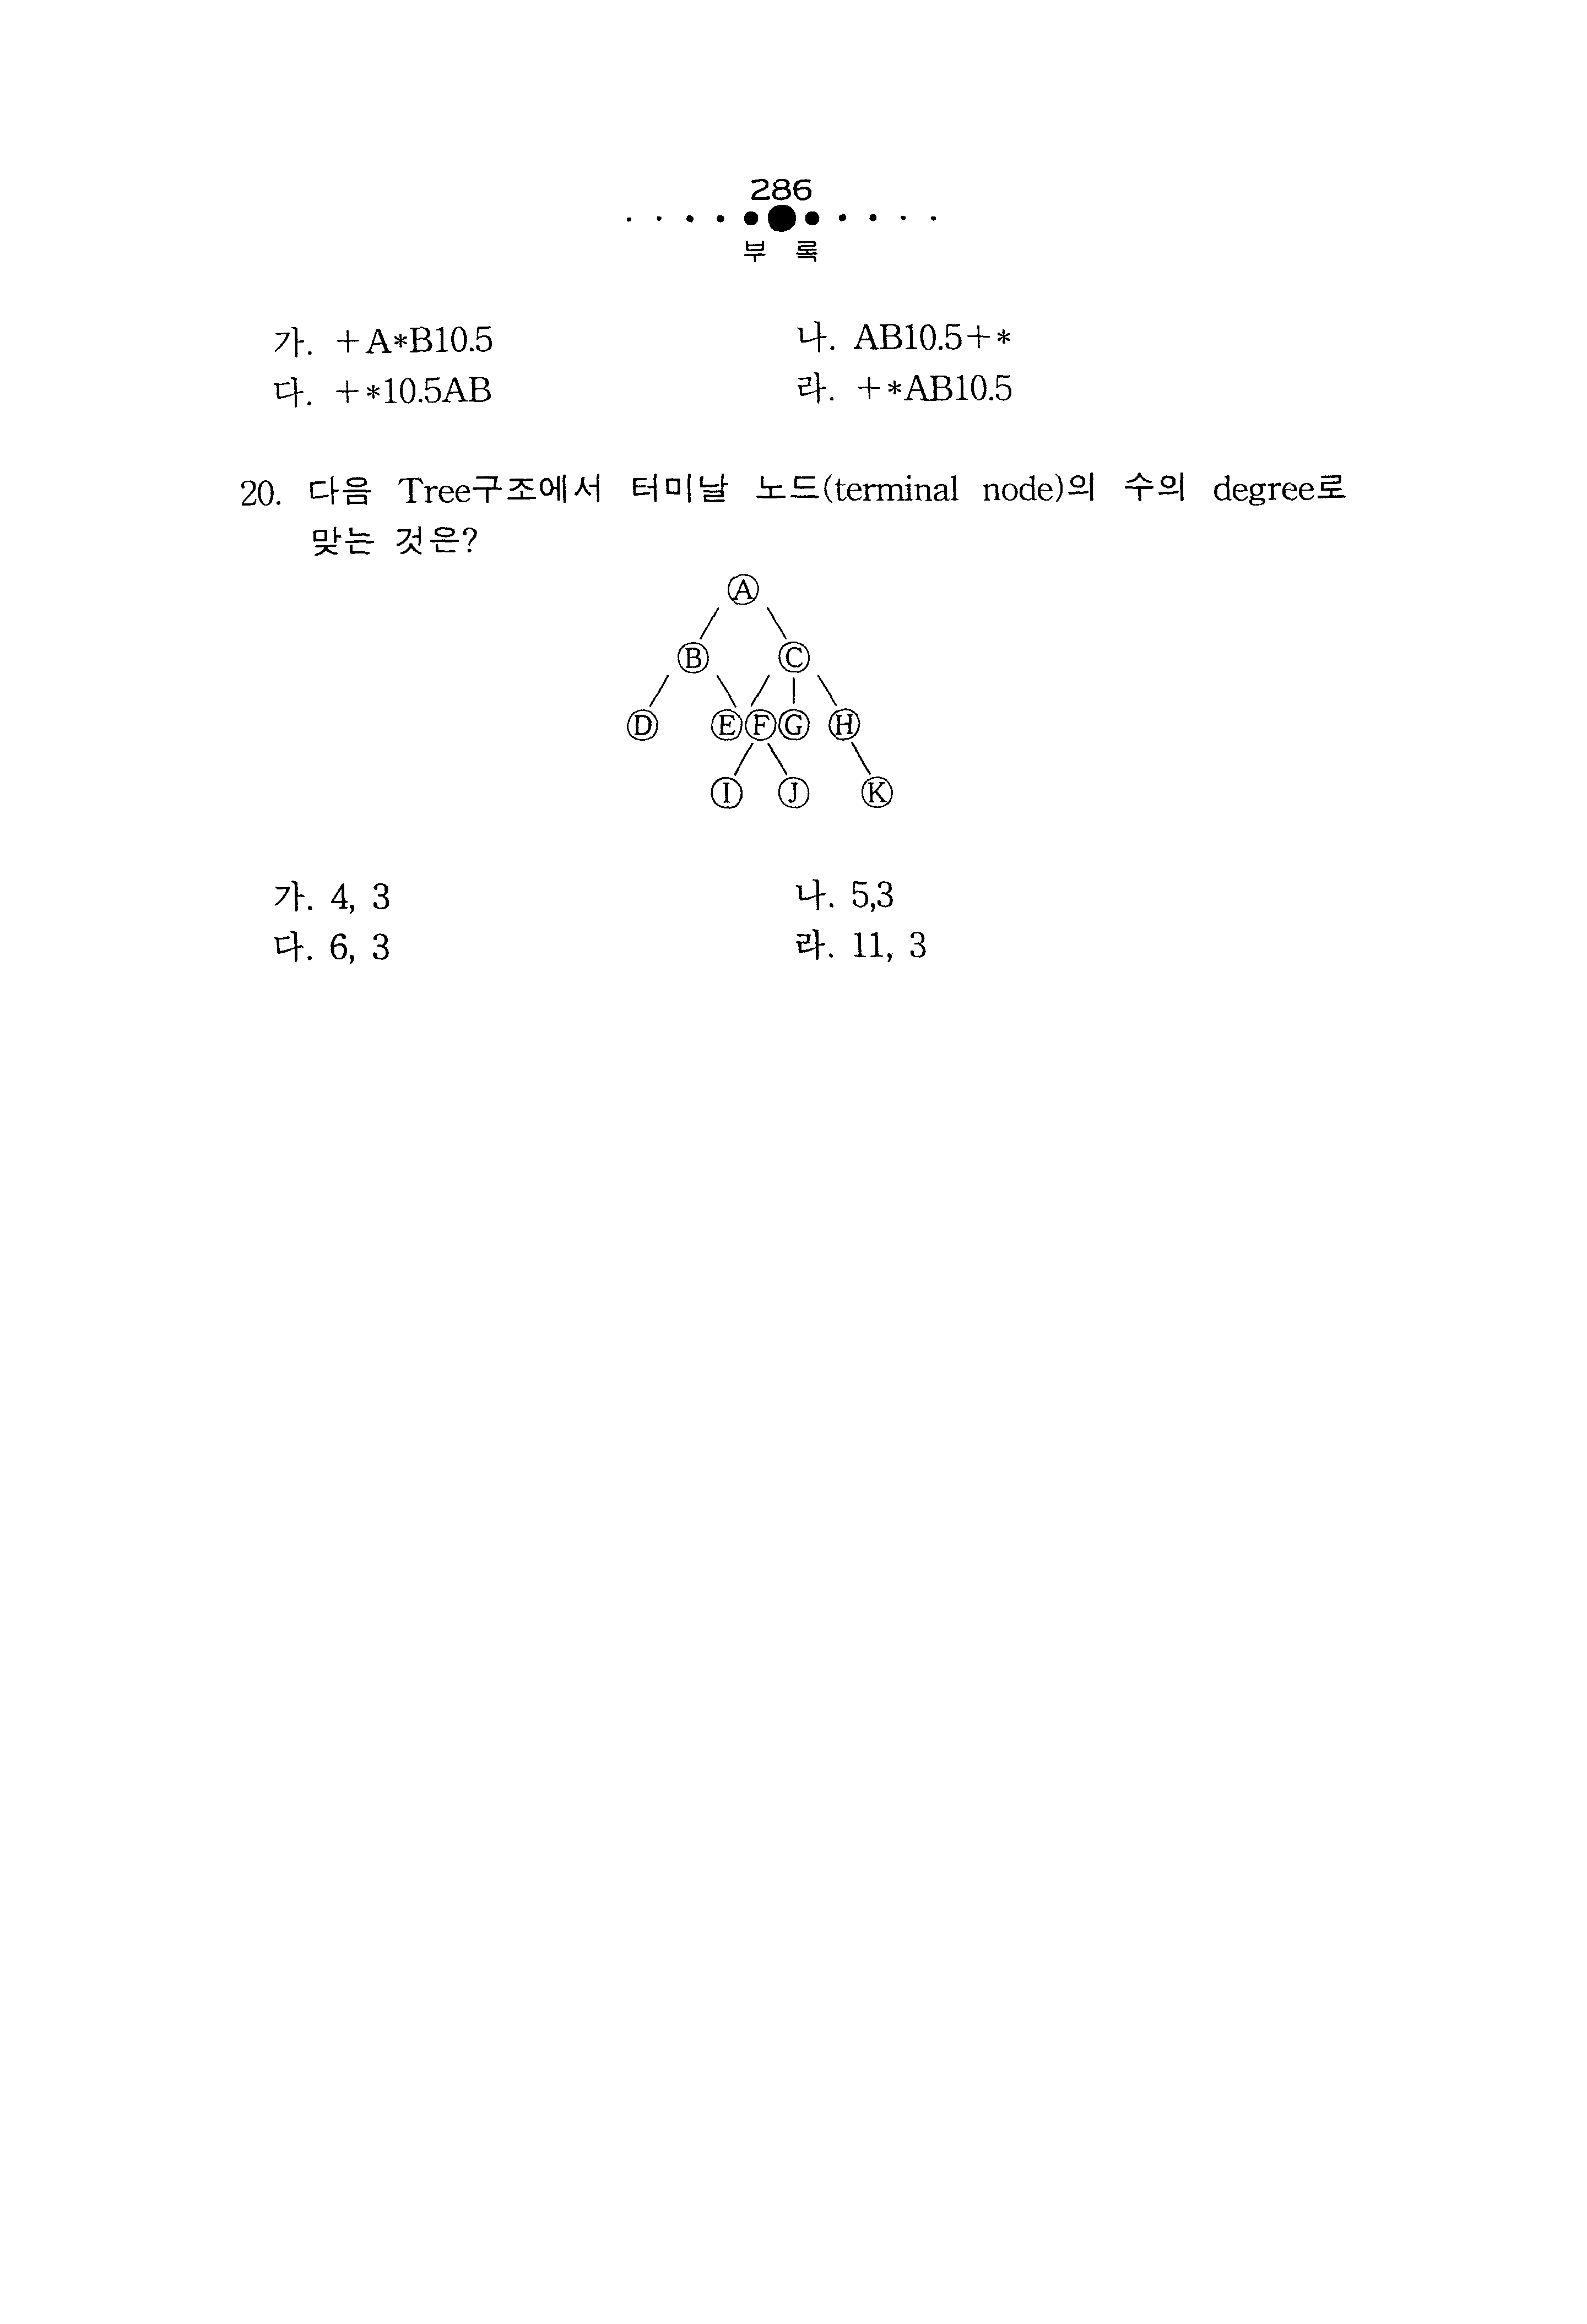 286
부 록
가. +A*B10.5 나. AB10.5+*
다. +*10.5AB 라. +*AB10.5
20. 다음 Tree구조에서 터미날 노드(terminal node)의 수의 degree로
맞는 것은?
Ⓐ
Ⓑ Ⓒ
Ⓓ ⒺⒻⒼ Ⓗ
Ⓘ Ⓙ Ⓚ
가. 4, 3 나. 5,3
다. 6, 3 라. 11, 3